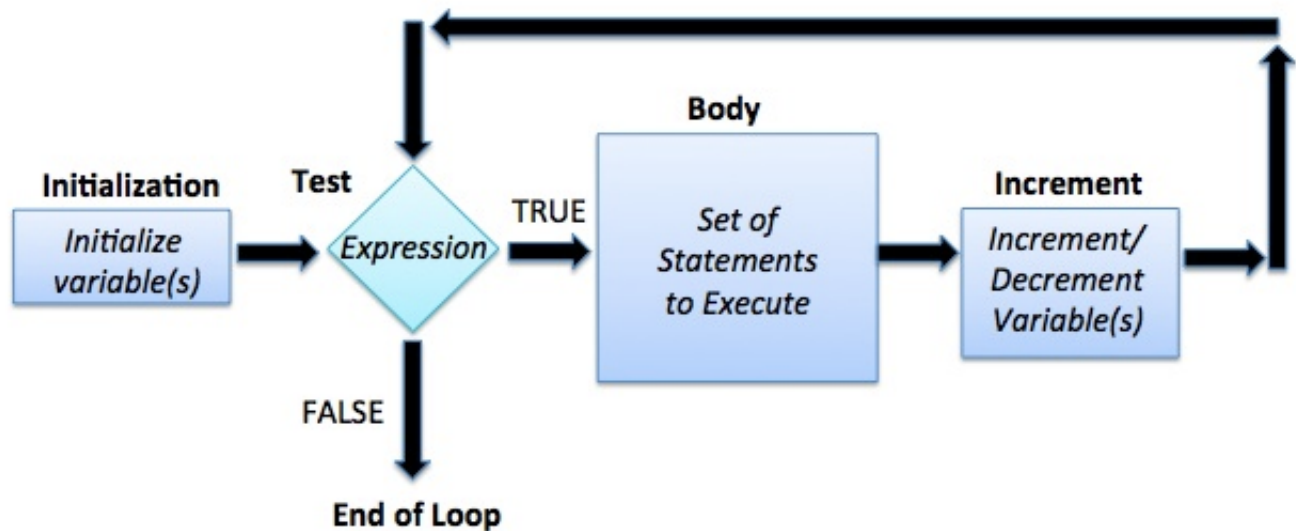 Initialization
Initialize
variable(s)
Test
Expression
TRUE
FALSE
End of Loop
Body
Set of
Statements
to Execute
Increment
Increment/
Decrement
Variable(s)